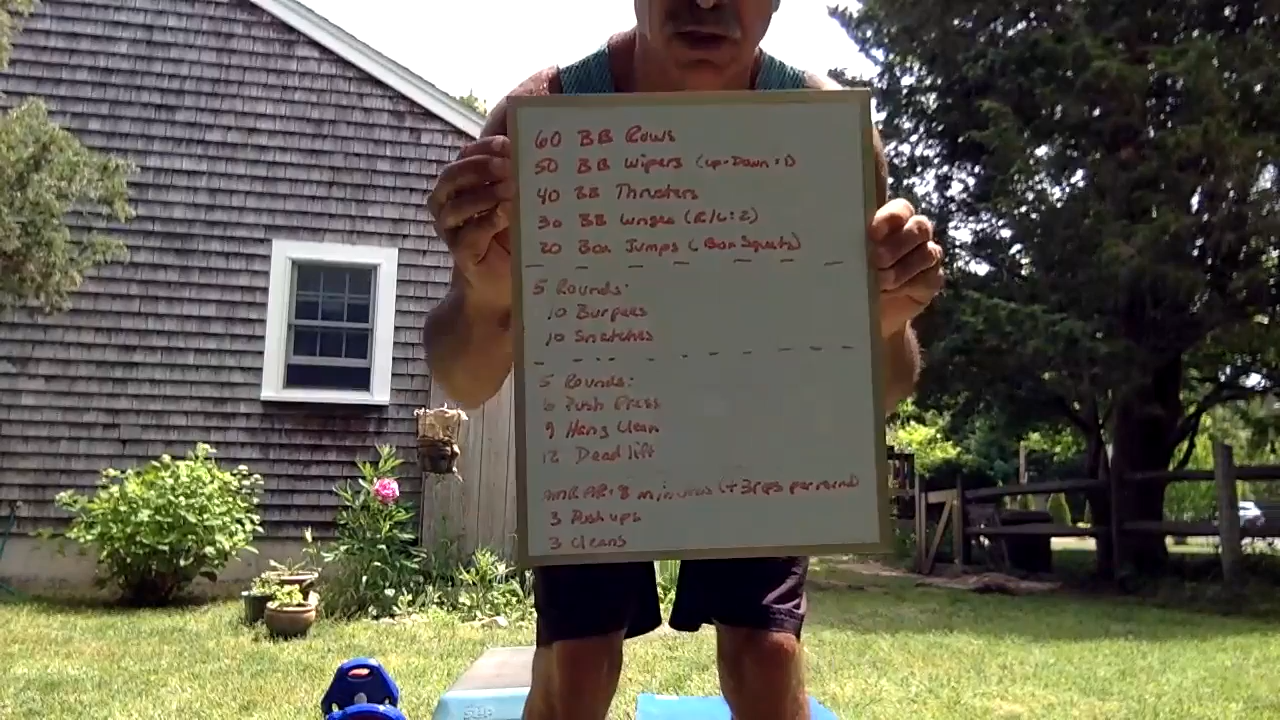 60 BB Rows
50 BB Wipers (up-Down=1)
40 BB Thrusters
30 BB Lunges (R/L=2)
20 Box Jumps (Box Squats)
5 Rounds:
10 Burpees
10 Snatches
5 Rounds:
6 Push Press
9 Hang Clean
12 Deadlift
AMRAP: 8 minutes (+3reps per round)
3 Push ups
3 Cleans